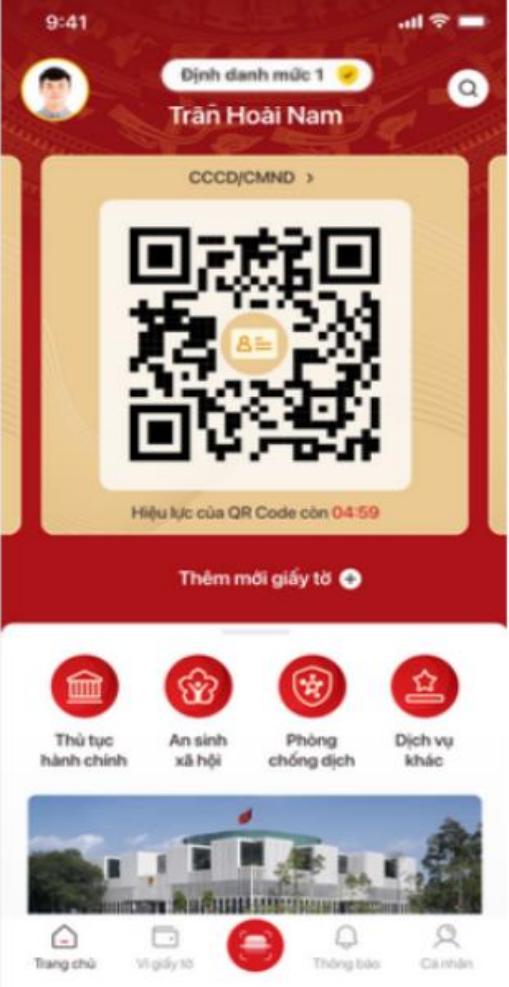 9:41
Định danh mức 1
Trần Hoài Nam
CCCD/CMND >
Hiệu lực của QR Code còn 04:59
Thêm mới giấy tờ
Thủ tục
hành chính
An sinh
xã hội
Phòng
chống dịch
Dịch vụ
khác
Trang chủ
Ví giấy tờ
Thông báo
Cá nhân